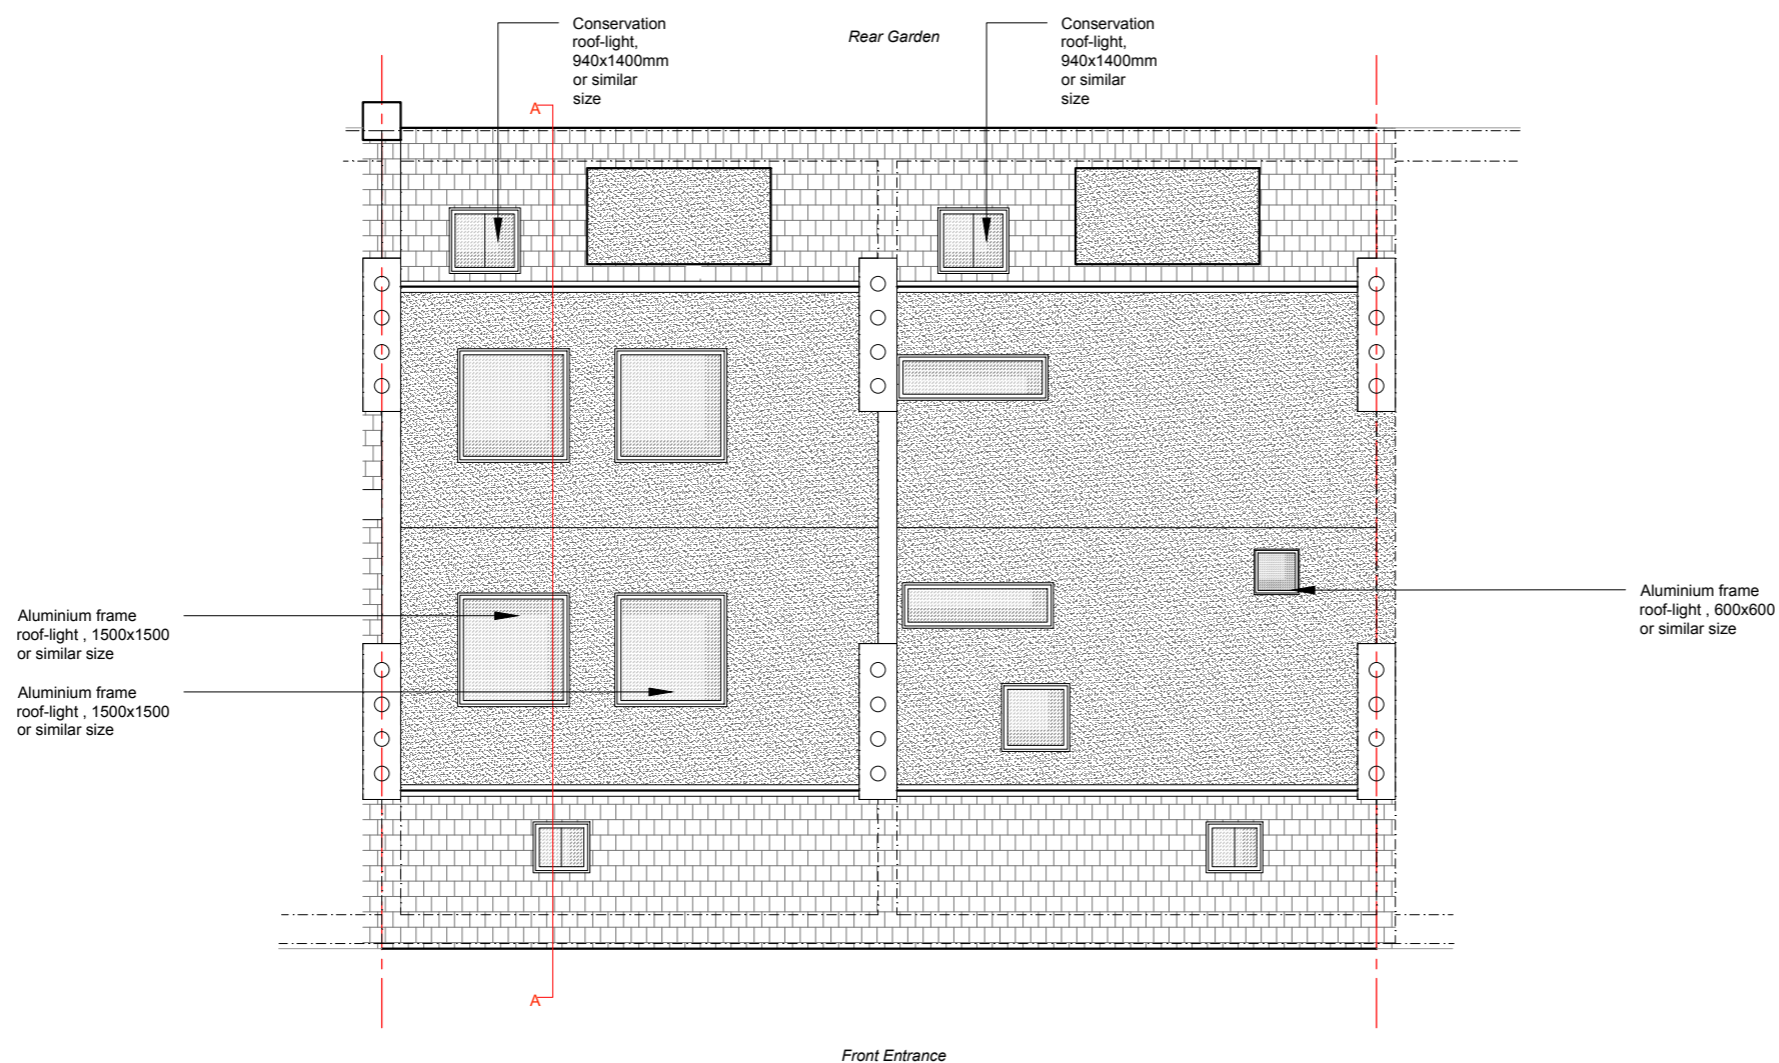 Conservation
roof-light,
940x1400mm
or similar
size
Rear Garden
Conservation
roof-light,
940x1400mm
or similar
size
A
Aluminium frame
roof-light , 1500x1500
or similar size
Aluminium frame
roof-light , 1500x1500
or similar size
Aluminium frame
roof-light , 600x600
or similar size
A
Front Entrance